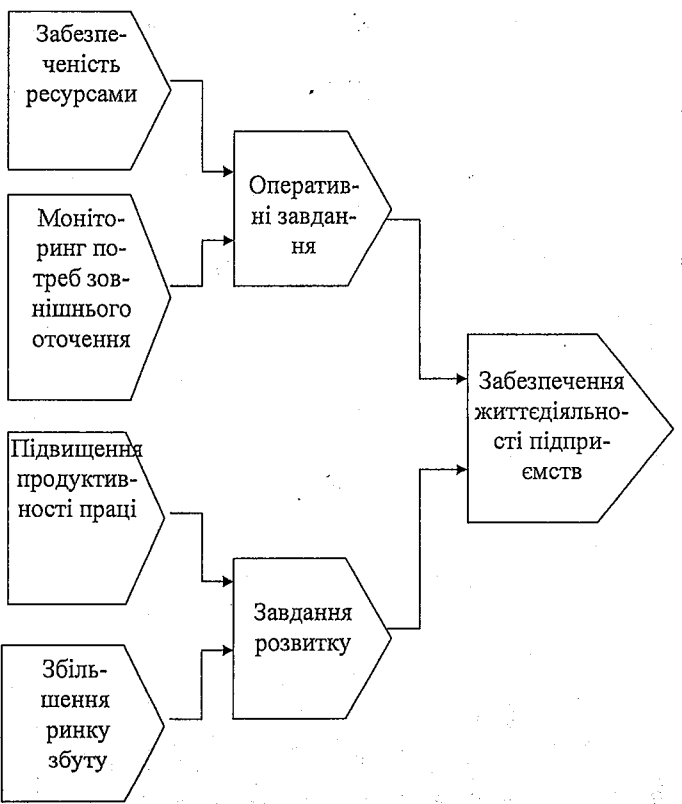 Забезпе-
ченість
ресурсами
Моніто-
ринг по-
треб зов-
нішнього
оточення
Підвищення
продуктив-
ності праці
Збіль-
шення
ринку
збуту
Оператив-
ні завдан-
ня
Завдання
розвитку
Забезпечення
життєдіяльно-
сті підпри-
ємств